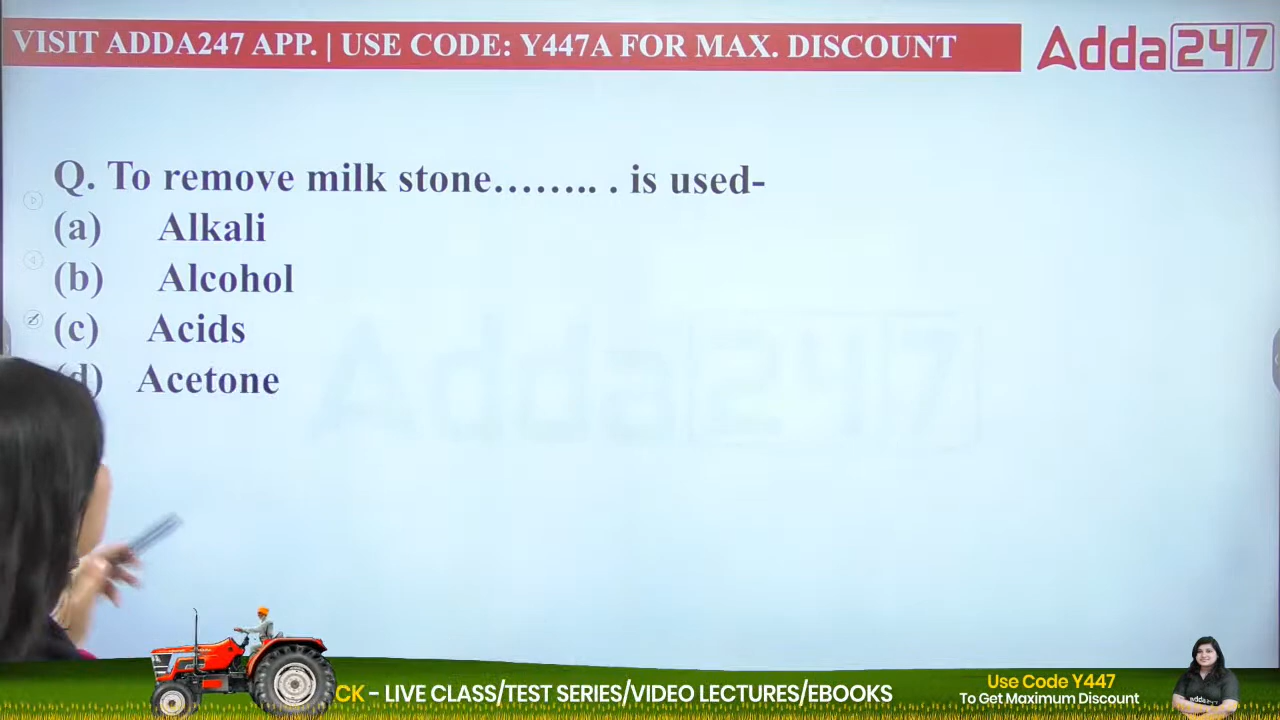 VISIT ADDA247 APP. | USE CODE: Y447A FOR MAX. DISCOUNT
Adda247
Q. To remove milk stone…….. . is used-
(a) Alkali
(b) Alcohol
(c) Acids
(d) Acetone
Adda247
CK - LIVE CLASS/TEST SERIES/VIDEO LECTURES/EBOOKS
Use Code Y447
To Get Maximum Discount